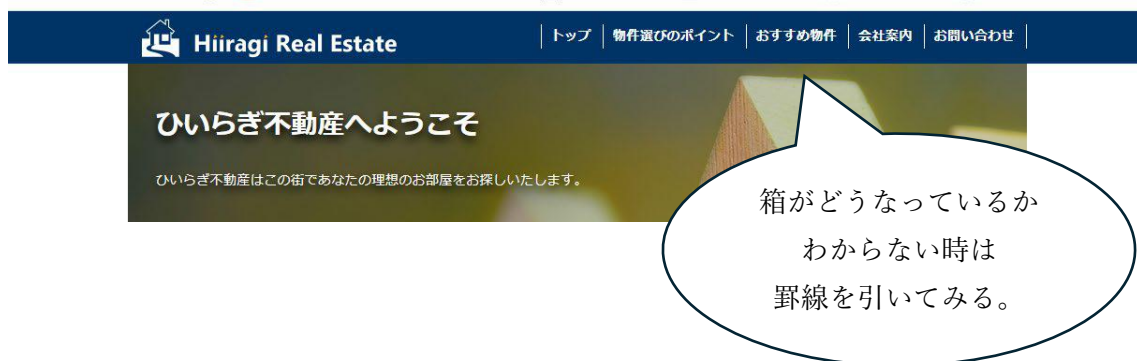 Hiiragi Real Estate
トップ 物件選びのポイント おすすめ物件 会社案内 お問い合わせ
ひいらぎ不動産へようこそ
ひいらぎ不動産はこの街であなたの理想のお部屋をお探しいたします。
箱がどうなっているか
わからない時は
罫線を引いてみる。